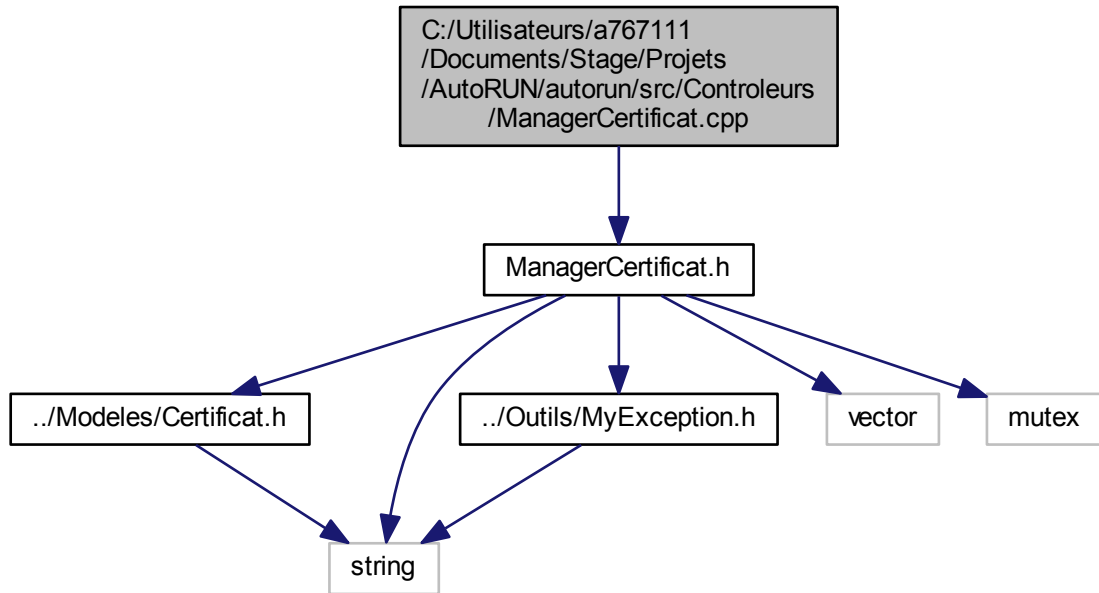 C:/Utilisateurs/a767111
/Documents/Stage/Projets
/AutoRUN/autorun/src/Controleurs
/ManagerCertificat.cpp
ManagerCertificat.h
../Modeles/Certificat.h
../Outils/MyException.h
vector
mutex
string